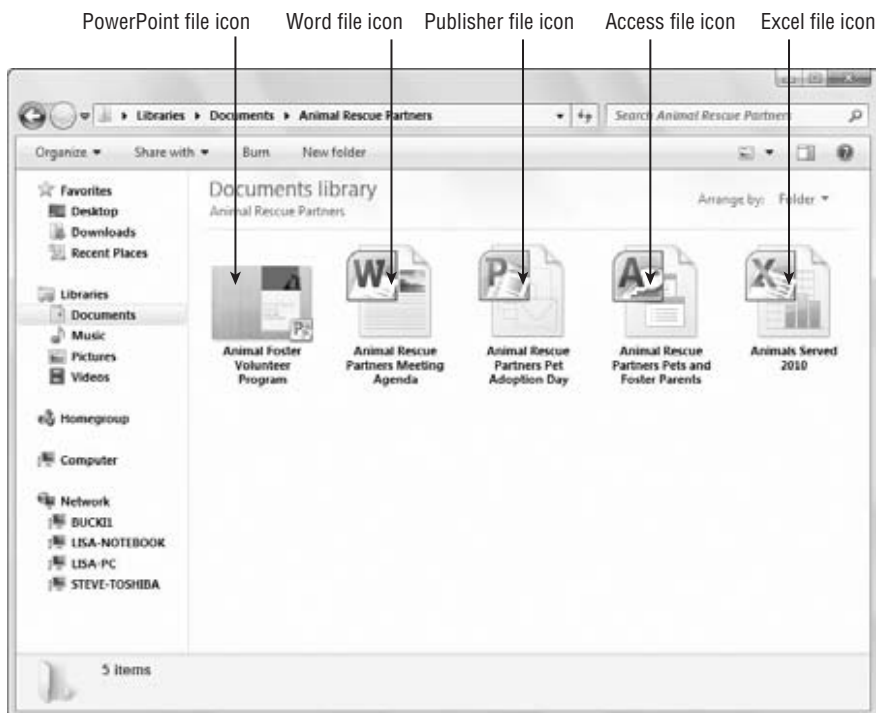 PowerPoint file icon Word file icon Publisher file icon Access file icon Excel file icon
Libraries Documents Animal Rescue Partners Search Animal Rescue Partners
Organize Share with Burn New folder
Favorites
Desktop
Downloads
Recent Places
Libraries
Documents
Music
Pictures
Videos
Homegroup
Computer
Network
BUCKI1
LISA-NOTEBOOK
LISA-PC
STEVE-TOSHIBA
Documents library
Animal Rescue Partners
Arrange by: Folder
W P A X
P
Animal Foster
Volunteer
Program
Animal Rescue
Partners Meeting
Agenda
Animal Rescue
Partners Pet
Adoption Day
Animal Rescue
Partners Pets and
Foster Parents
Animals Served
2010
5 items